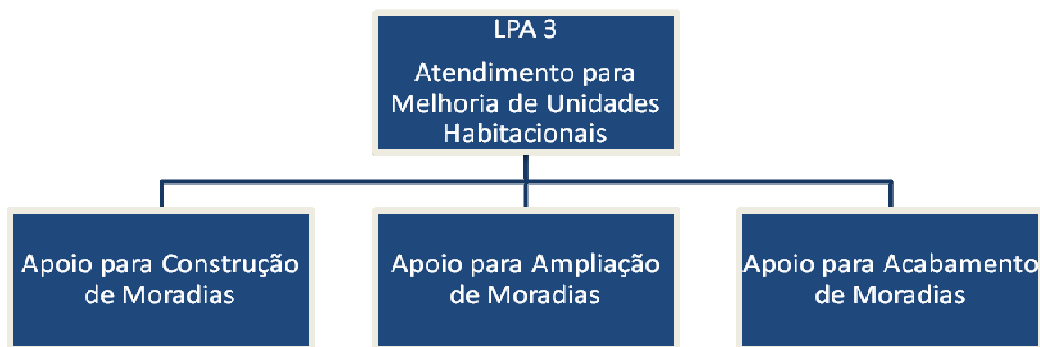 LPA 3
Atendimento para
Melhoria de Unidades
Habitacionais
Apoio para Construção
de Moradias
Apoio para Ampliação
de Moradias
Apoio para Acabamento
de Moradias